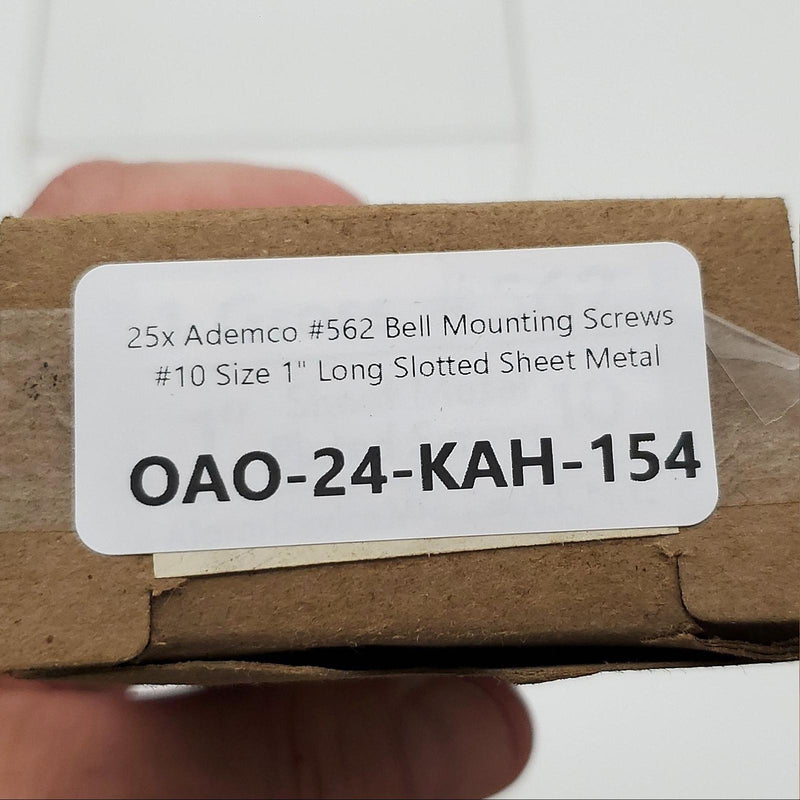 25x Ademco #562 Bell Mounting Screws
#10 Size 1" Long Slotted Sheet Metal
OAO-24-KAH-154